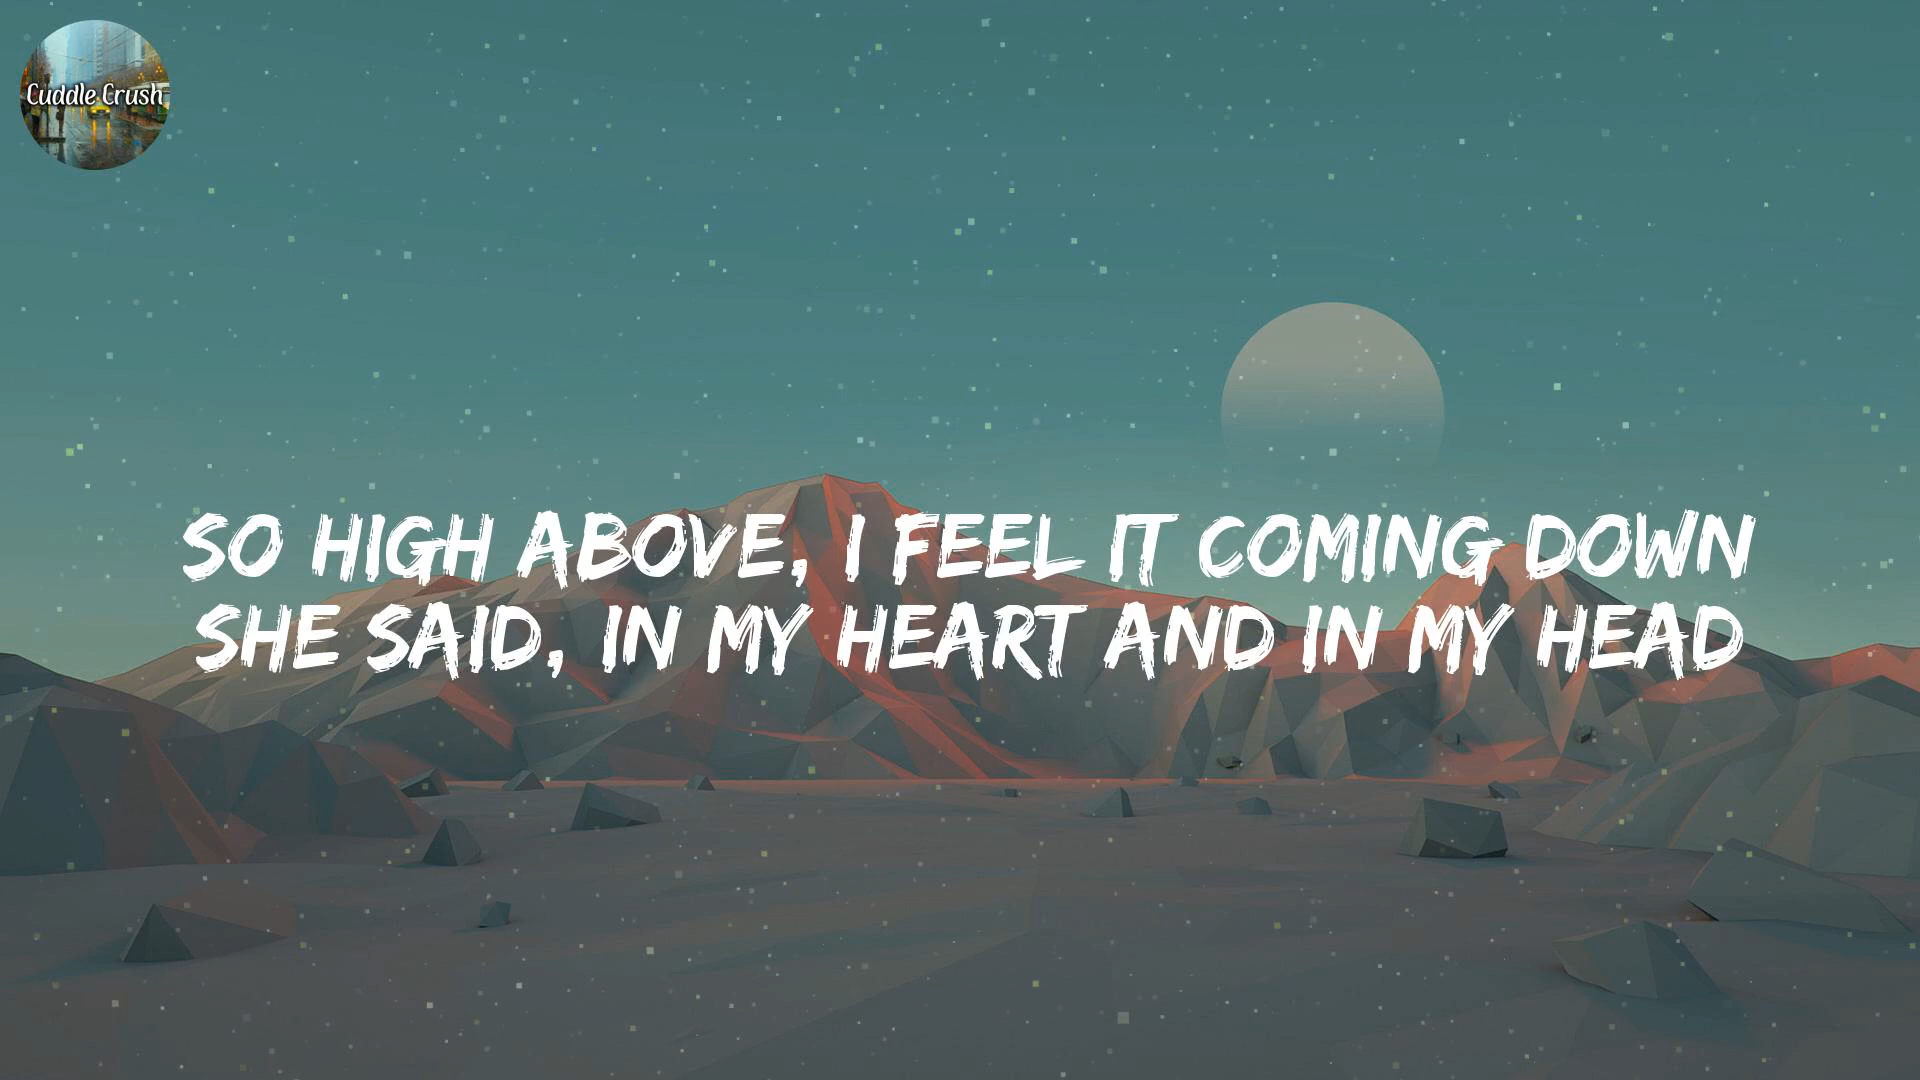 Cuddle Crush
SO HIGH ABOVE, I FEEL IT COMING DOWN
SHE SAID, IN MY HEART AND IN MY HEAD